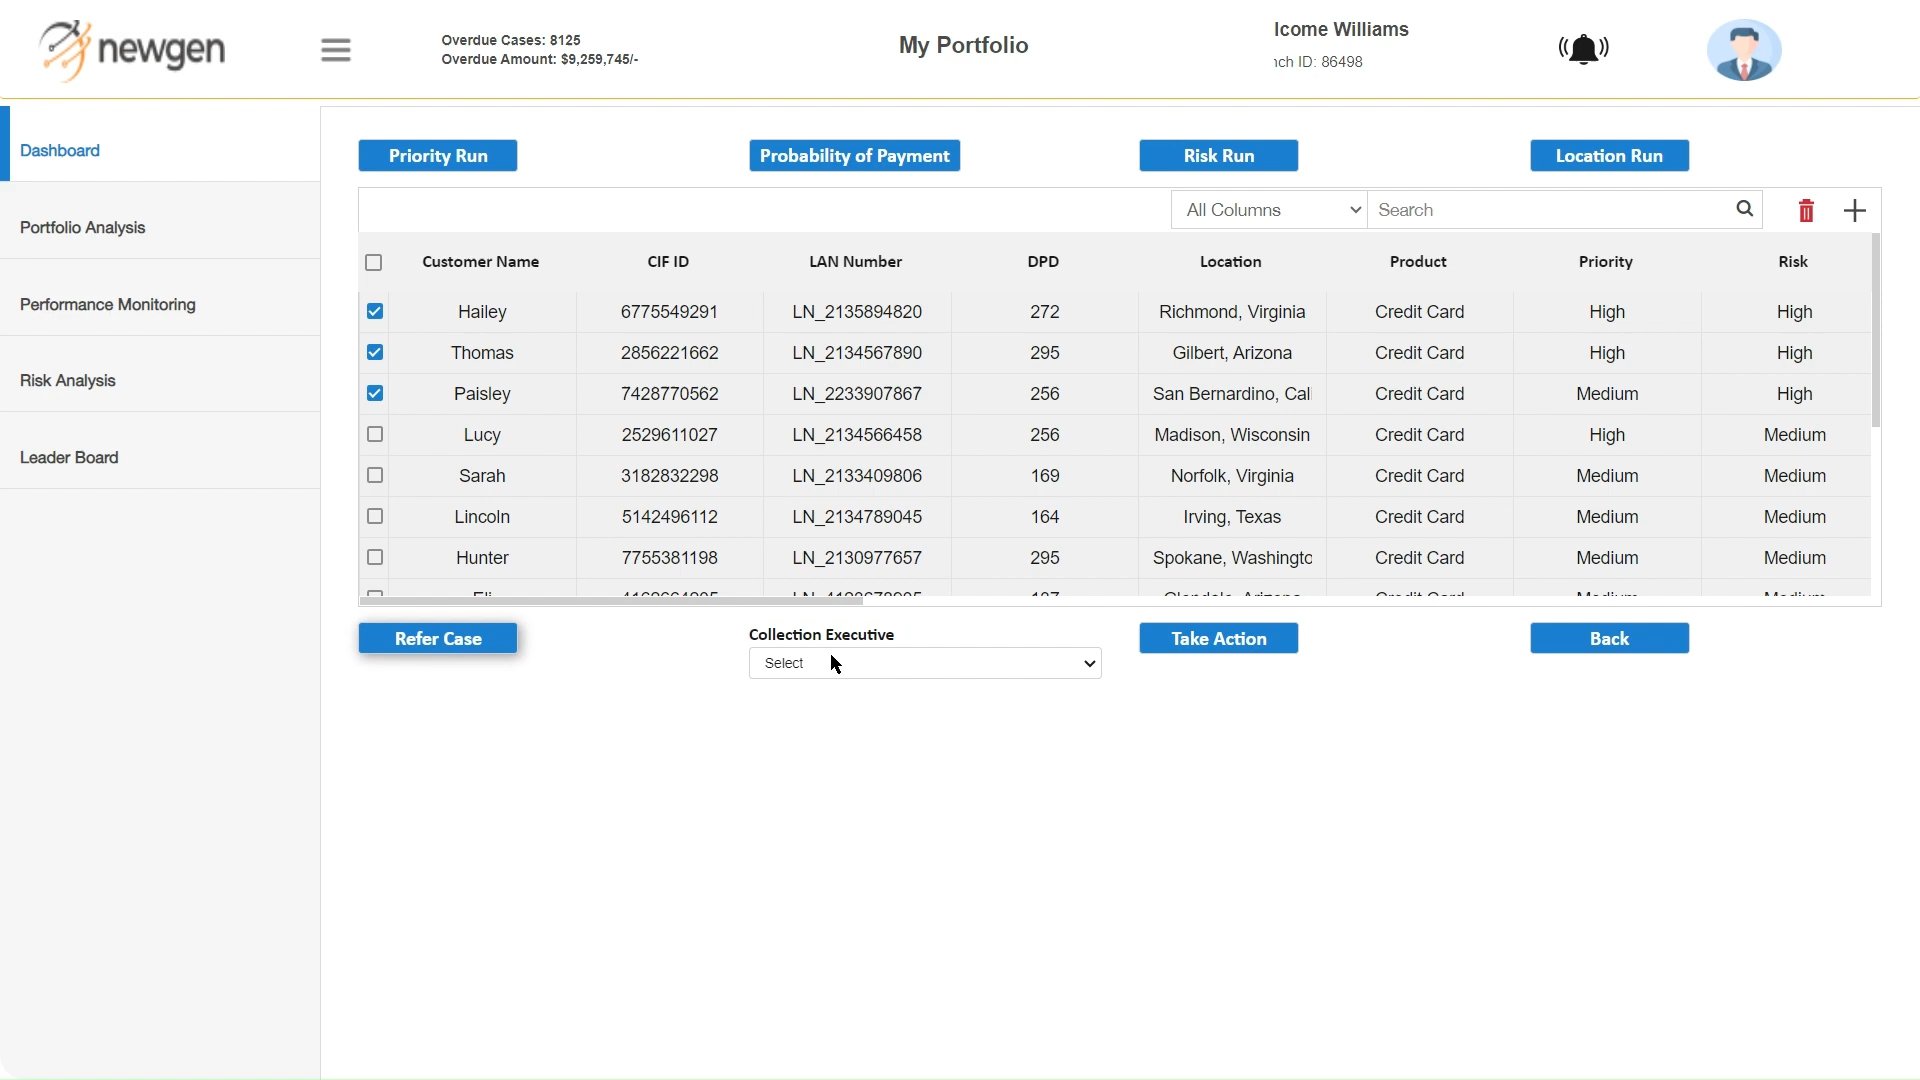 newgen
Overdue Cases: 8125
Overdue Amount: $9,259,745/-
My Portfolio
lcome Williams
nch ID: 86498
Dashboard
Portfolio Analysis
Performance Monitoring
Risk Analysis
Leader Board
Priority Run
Probability of Payment
Risk Run
Location Run
All Columns
Search
Customer Name CIF ID LAN Number DPD Location Product Priority Risk
Hailey 6775549291 LN_2135894820 272 Richmond, Virginia Credit Card High High
Thomas 2856221662 LN_2134567890 295 Gilbert, Arizona Credit Card High High
Paisley 7428770562 LN_2233907867 256 San Bernardino, Cali Credit Card Medium High
Lucy 2529611027 LN_2134566458 256 Madison, Wisconsin Credit Card High Medium
Sarah 3182832298 LN_2133409806 169 Norfolk, Virginia Credit Card Medium Medium
Lincoln 5142496112 LN_2134789045 164 Irving, Texas Credit Card Medium Medium
Hunter 7755381198 LN_2130977657 295 Spokane, Washingto Credit Card Medium Medium
Refer Case
Collection Executive
Select
Take Action
Back